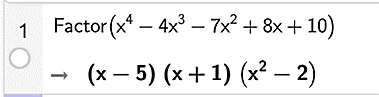 1 Factor(x⁴ – 4x³ – 7x² + 8x + 10)
→ (x – 5) (x + 1) (x² – 2)